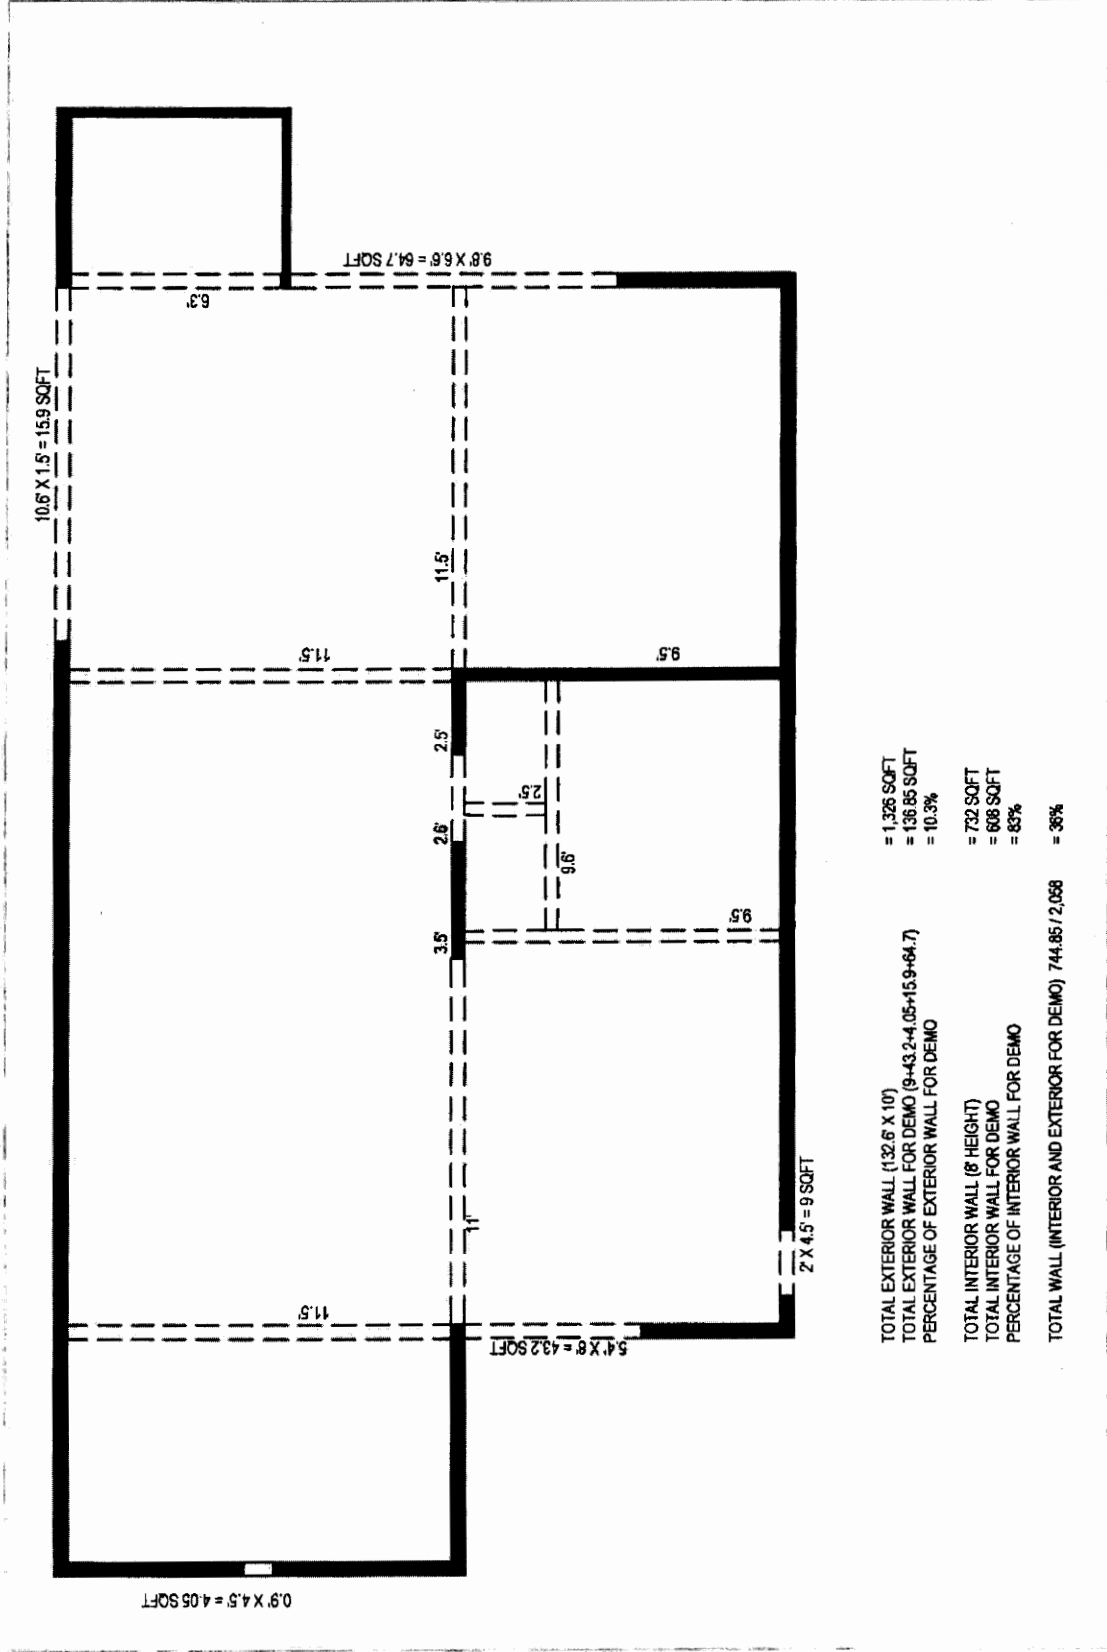 9.8' X 6.6' = 64.7 SQFT
6.3'
10.6' X 1.5' = 15.9 SQFT
11.5'
11.5'
9.5'
2.5'
2.5'
2.6'
9.6'
3.5'
9.5'
11'
2' X 4.5' = 9 SQFT
11.5'
5.4' X 8' = 43.2 SQFT
0.9' X 4.5' = 4.05 SQFT
TOTAL EXTERIOR WALL (132.6' X 10') = 1,326 SQFT
TOTAL EXTERIOR WALL FOR DEMO (9+43.2+4.05+15.9+64.7) = 136.85 SQFT
PERCENTAGE OF EXTERIOR WALL FOR DEMO = 10.3%
TOTAL INTERIOR WALL (8' HEIGHT) = 732 SQFT
TOTAL INTERIOR WALL FOR DEMO = 608 SQFT
PERCENTAGE OF INTERIOR WALL FOR DEMO = 83%
TOTAL WALL (INTERIOR AND EXTERIOR FOR DEMO) 744.85 / 2,058 = 36%